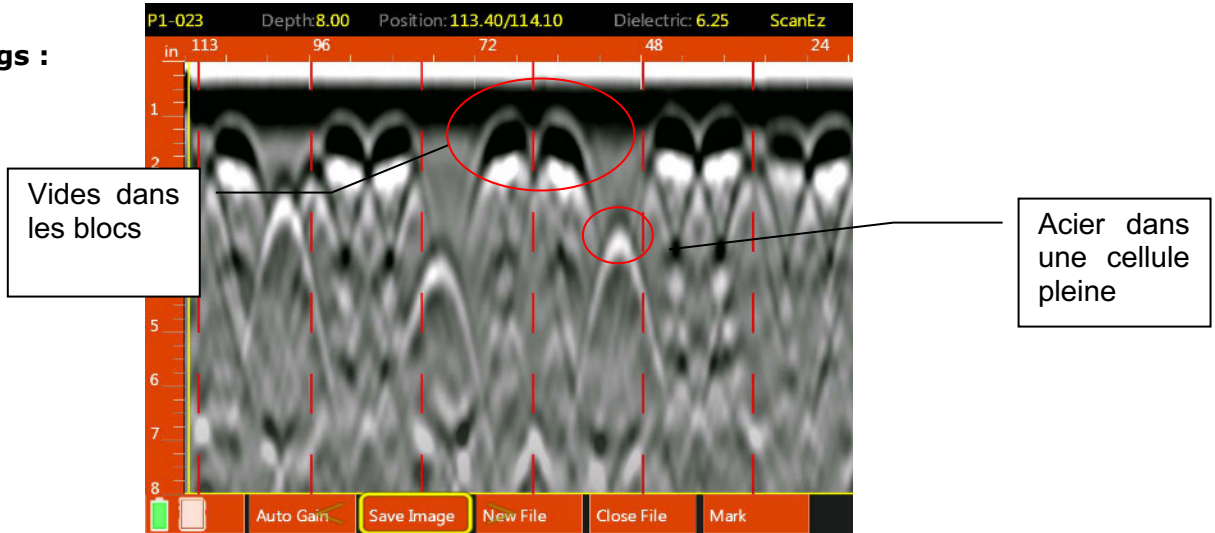 P1-023 Depth:8.00 Position:113.40/114.10 Dielectric: 6.25 ScanEz
gs :
in 113 96 72 48 24
1
2
Vides dans
les blocs
Acier dans
une cellule
pleine
5
6
7
8
Auto Gain Save Image New File Close File Mark